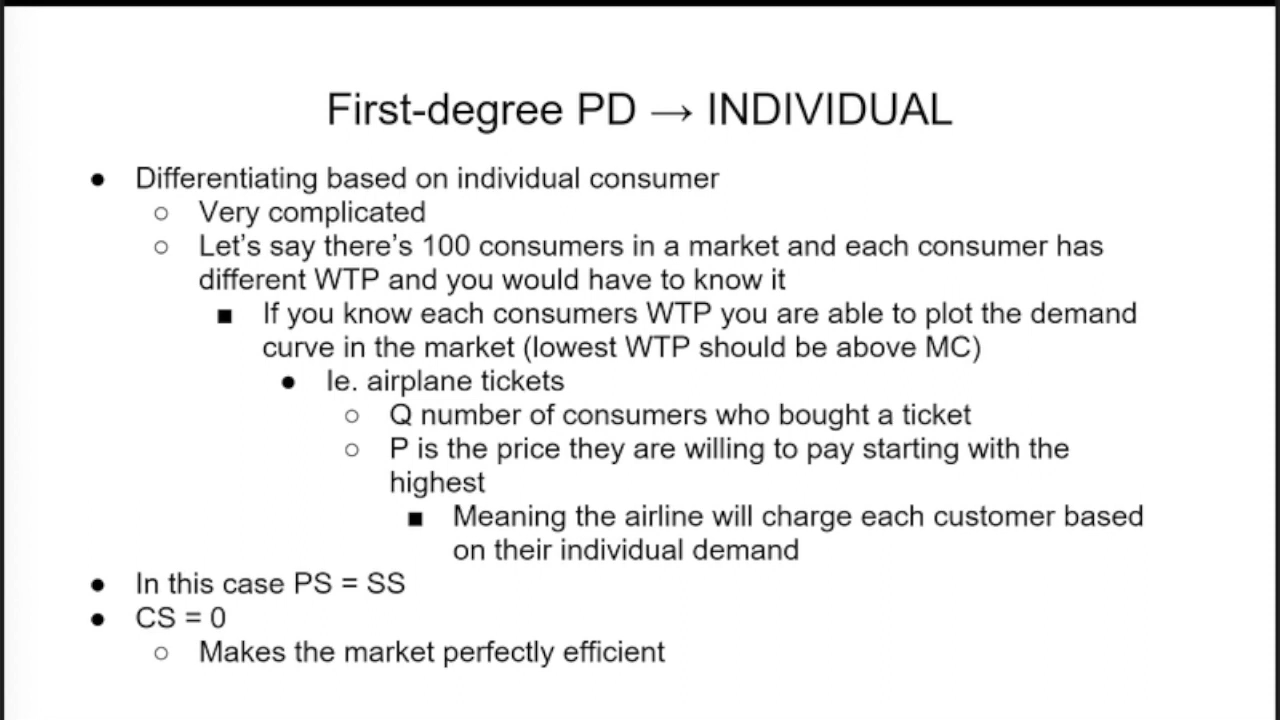 First-degree PD → INDIVIDUAL
● Differentiating based on individual consumer
○ Very complicated
○ Let’s say there’s 100 consumers in a market and each consumer has
different WTP and you would have to know it
■ If you know each consumers WTP you are able to plot the demand
curve in the market (lowest WTP should be above MC)
● Ie. airplane tickets
○ Q number of consumers who bought a ticket
○ P is the price they are willing to pay starting with the
highest
■ Meaning the airline will charge each customer based
on their individual demand
● In this case PS = SS
● CS = 0
○ Makes the market perfectly efficient